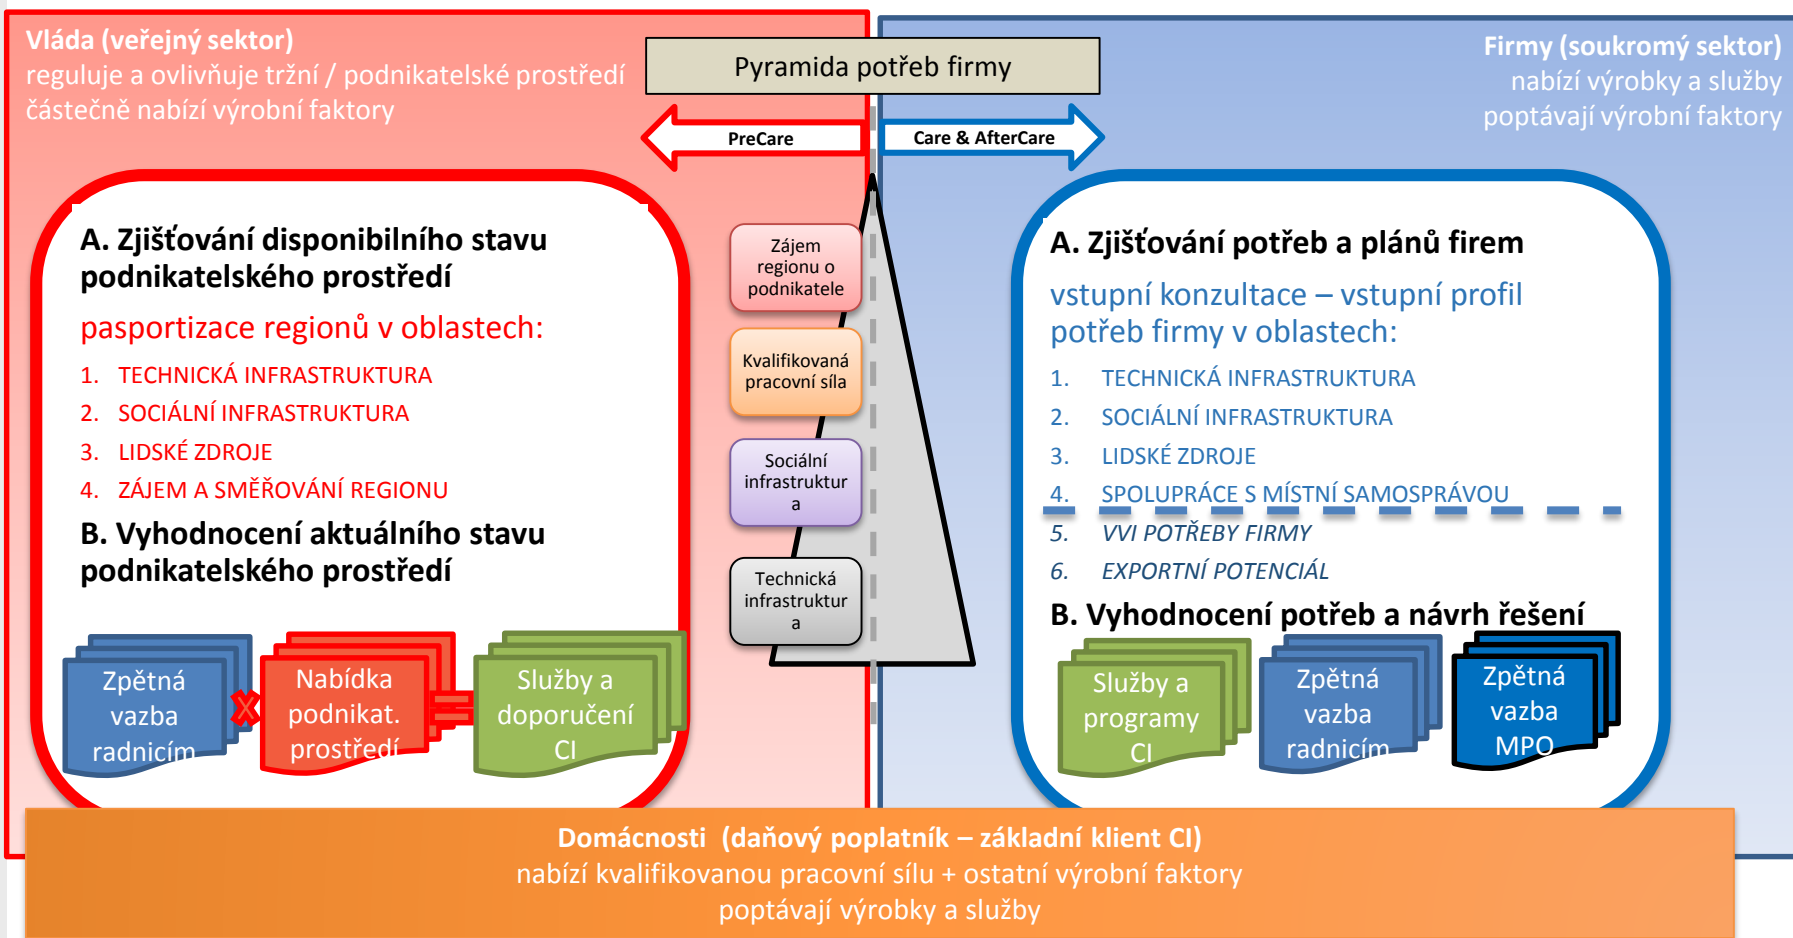 Vláda (veřejný sektor)
reguluje a ovlivňuje tržní / podnikatelské prostředí
částečně nabízí výrobní faktory
Pyramida potřeb firmy
Firmy (soukromý sektor)
nabízí výrobky a služby
poptávají výrobní faktory
PreCare
Care & AfterCare
A. Zjišťování disponibilního stavu
podnikatelského prostředí
pasportizace regionů v oblastech:
1. TECHNICKÁ INFRASTRUKTURA
2. SOCIÁLNÍ INFRASTRUKTURA
3. LIDSKÉ ZDROJE
4. ZÁJEM A SMĚŘOVÁNÍ REGIONU
B. Vyhodnocení aktuálního stavu
podnikatelského prostředí
Zpětná
vazba
radnicím
X
Nabídka
podnikat.
prostředí
Služby a
doporučení
CI
Zájem
regionu o
podnikatele
Kvalifikovaná
pracovní síla
Sociální
infrastruktur
a
Technická
infrastruktur
a
A. Zjišťování potřeb a plánů firem
vstupní konzultace – vstupní profil
potřeb firmy v oblastech:
1. TECHNICKÁ INFRASTRUKTURA
2. SOCIÁLNÍ INFRASTRUKTURA
3. LIDSKÉ ZDROJE
4. SPOLUPRÁCE S MÍSTNÍ SAMOSPRÁVOU
5. VVI POTŘEBY FIRMY
6. EXPORTNÍ POTENCIÁL
B. Vyhodnocení potřeb a návrh řešení
Služby a
programy
CI
Zpětná
vazba
radnicím
Zpětná
vazba
MPO
Domácnosti (daňový poplatník – základní klient CI)
nabízí kvalifikovanou pracovní sílu + ostatní výrobní faktory
poptávají výrobky a služby